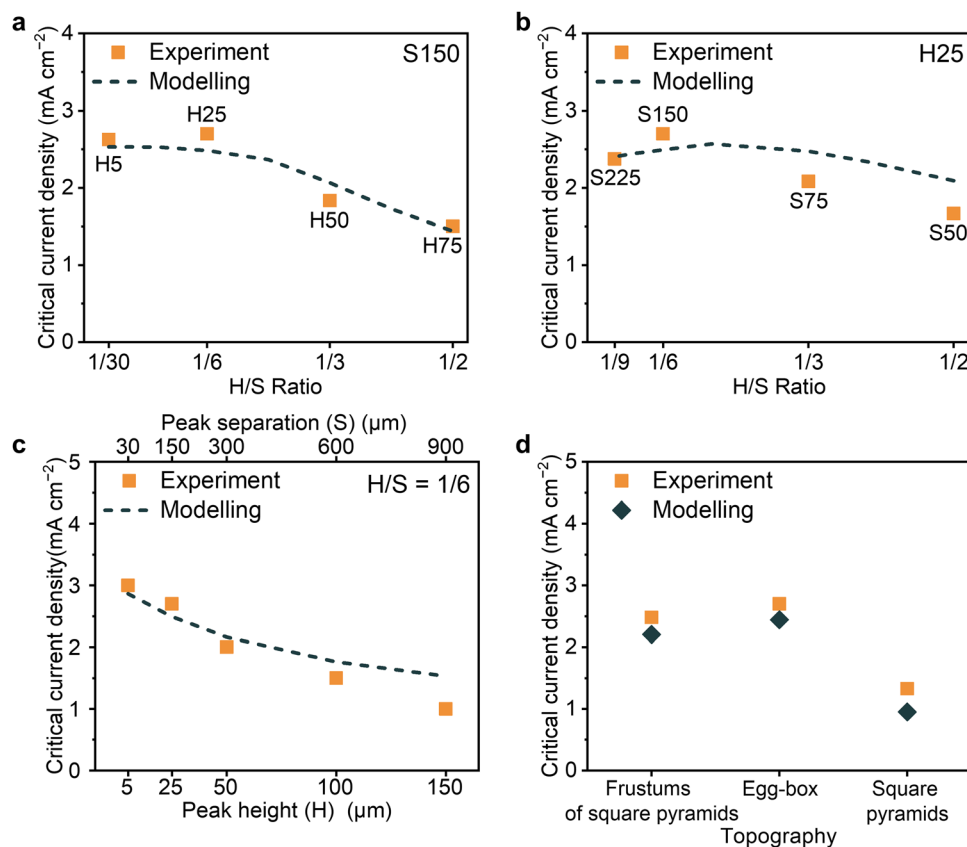 a
4
3
2
1
0
Critical current density (mA cm⁻²)
Experiment
Modelling
S150
H5
H25
H50
H75
1/30 1/6 1/3 1/2
H/S Ratio
b
4
3
2
1
0
Critical current density (mA cm⁻²)
Experiment
Modelling
H25
S225
S150
S75
S50
1/9 1/6 1/3 1/2
H/S Ratio
c
Peak separation (S) (µm)
30 150 300 600 900
5
4
3
2
1
0
Critical current density(mA cm⁻²)
Experiment
Modelling
H/S = 1/6
5 25 50 100 150
Peak height (H) (µm)
d
5
4
3
2
1
0
Critical current density (mA cm⁻²)
Experiment
Modelling
Frustums
of square pyramids
Egg-box
Square
pyramids
Topography